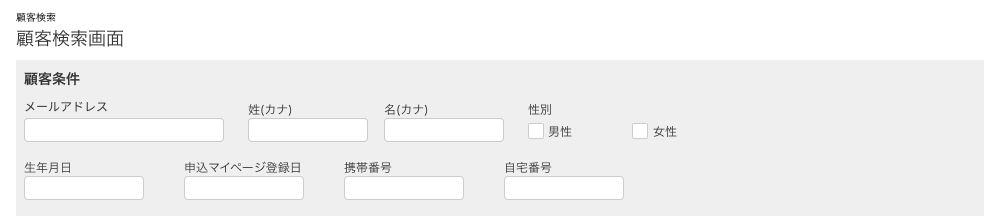 顧客検索
顧客検索画面
顧客条件
メールアドレス 姓(カナ) 名(カナ) 性別
男性 女性
生年月日 申込マイページ登録日 携帯番号 自宅番号